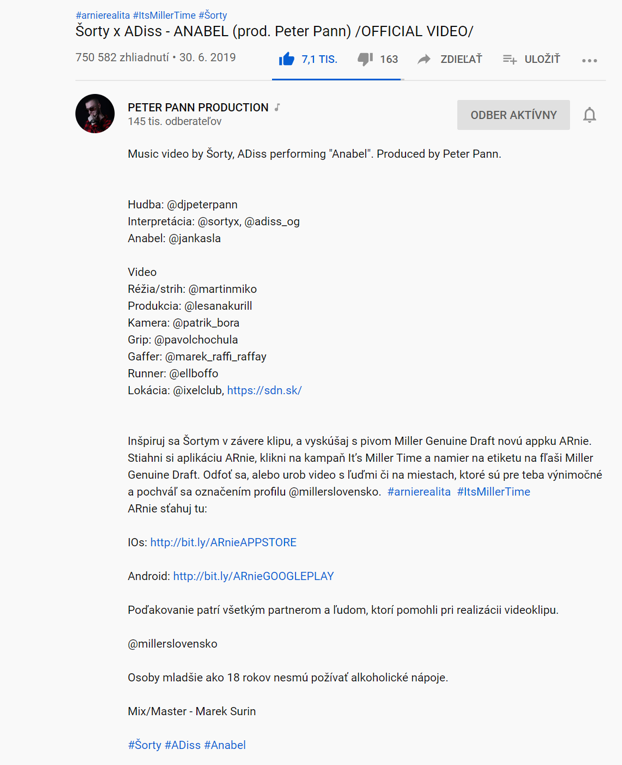 #arnierealita #ItsMillerTime #Šorty
Šorty x ADiss - ANABEL (prod. Peter Pann) /OFFICIAL VIDEO/
750 582 zhliadnutí • 30. 6. 2019
7,1 TIS.
163
ZDIEĽAŤ
ULOŽIŤ
PETER PANN PRODUCTION
145 tis. odberateľov
ODBER AKTÍVNY
Music video by Šorty, ADiss performing "Anabel". Produced by Peter Pann.
Hudba: @djpeterpann
Interpretácia: @sortyx, @adiss_og
Anabel: @jankasla
Video
Réžia/strih: @martinmiko
Produkcia: @lesanakurill
Kamera: @patrik_bora
Grip: @pavolchochula
Gaffer: @marek_raffi_raffay
Runner: @ellboffo
Lokácia: @ixelclub, https://sdn.sk/
Inšpiruj sa Šortym v závere klipu, a vyskúšaj s pivom Miller Genuine Draft novú appku ARnie.
Stiahni si aplikáciu ARnie, klikni na kampaň It's Miller Time a namier na etiketu na fľaši Miller
Genuine Draft. Odfoť sa, alebo urob video s ľuďmi či na miestach, ktoré sú pre teba výnimočné
a pochváľ sa označením profilu @millerslovensko. #arnierealita #ItsMillerTime
ARnie sťahuj tu:
IOs: http://bit.ly/ARnieAPPSTORE
Android: http://bit.ly/ARnieGOOGLEPLAY
Poďakovanie patrí všetkým partnerom a ľudom, ktorí pomohli pri realizácii videoklipu.
@millerslovensko
Osoby mladšie ako 18 rokov nesmú požívať alkoholické nápoje.
Mix/Master - Marek Surin
#Šorty #ADiss #Anabel